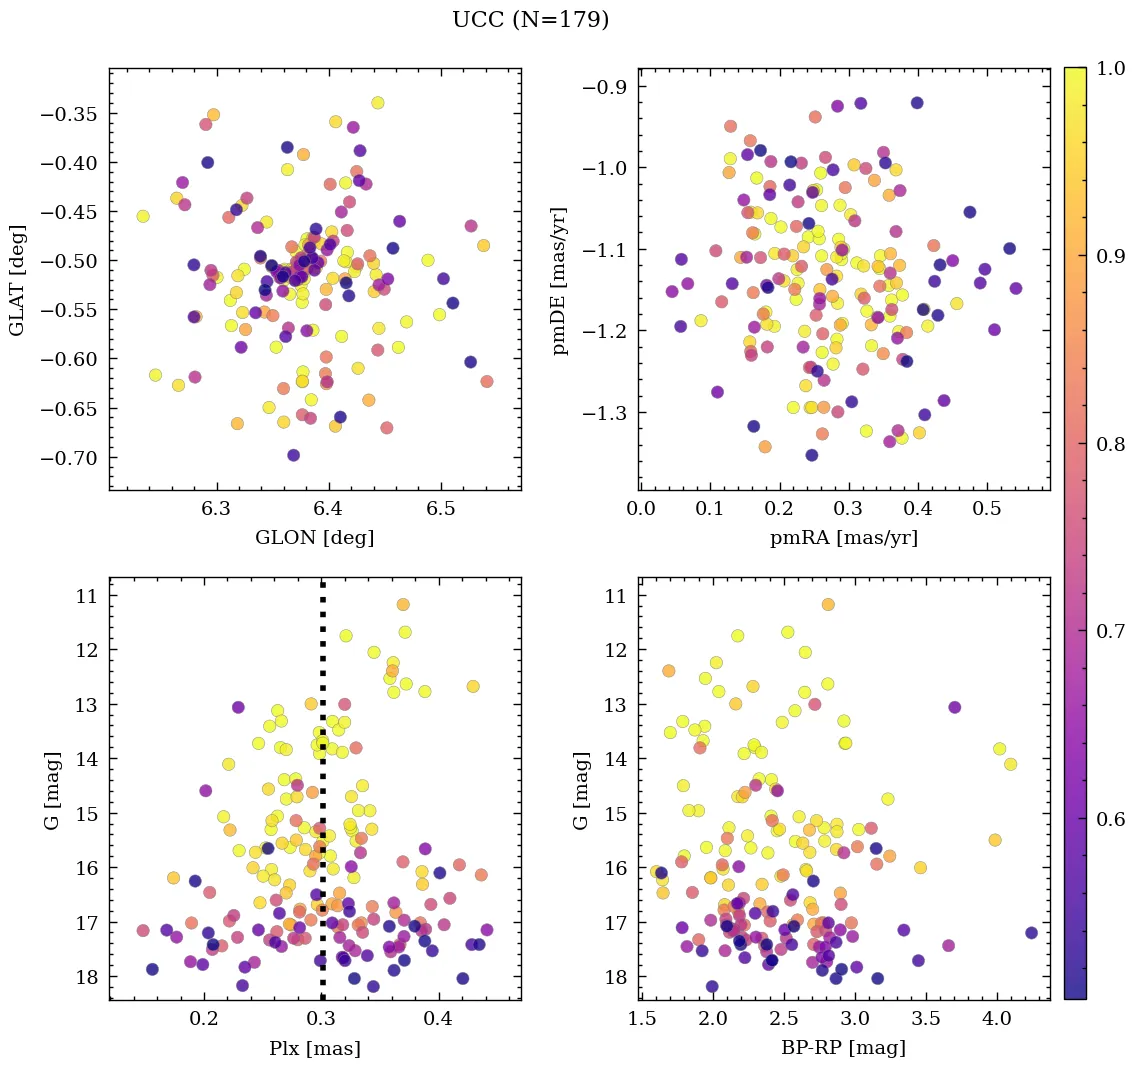 UCC (N=179)
−0.35
−0.40
−0.45
−0.50
−0.55
−0.60
−0.65
−0.70
GLAT [deg]
6.3 6.4 6.5
GLON [deg]
−0.9
−1.0
−1.1
−1.2
−1.3
pmDE [mas/yr]
0.0 0.1 0.2 0.3 0.4 0.5
pmRA [mas/yr]
11
12
13
14
15
16
17
18
G [mag]
0.2 0.3 0.4
Plx [mas]
11
12
13
14
15
16
17
18
G [mag]
1.5 2.0 2.5 3.0 3.5 4.0
BP-RP [mag]
1.0
0.9
0.8
0.7
0.6